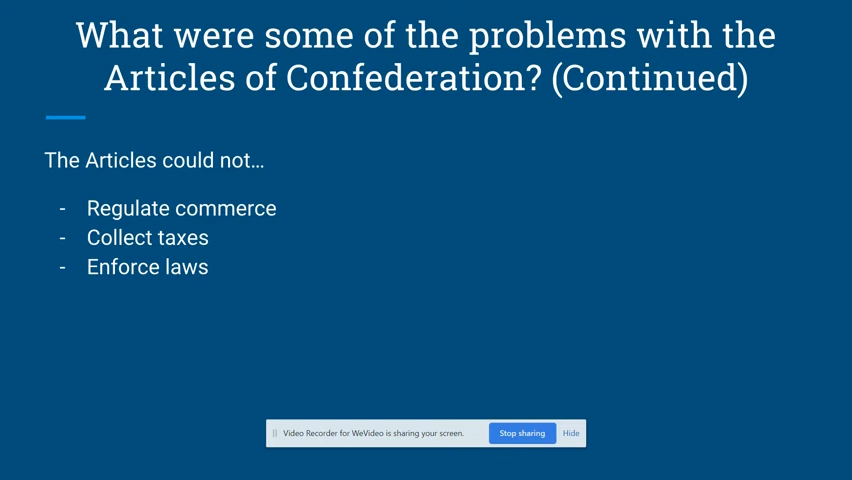 What were some of the problems with the
Articles of Confederation? (Continued)
The Articles could not...
- Regulate commerce
- Collect taxes
- Enforce laws
Video Recorder for WeVideo is sharing your screen. Stop sharing Hide